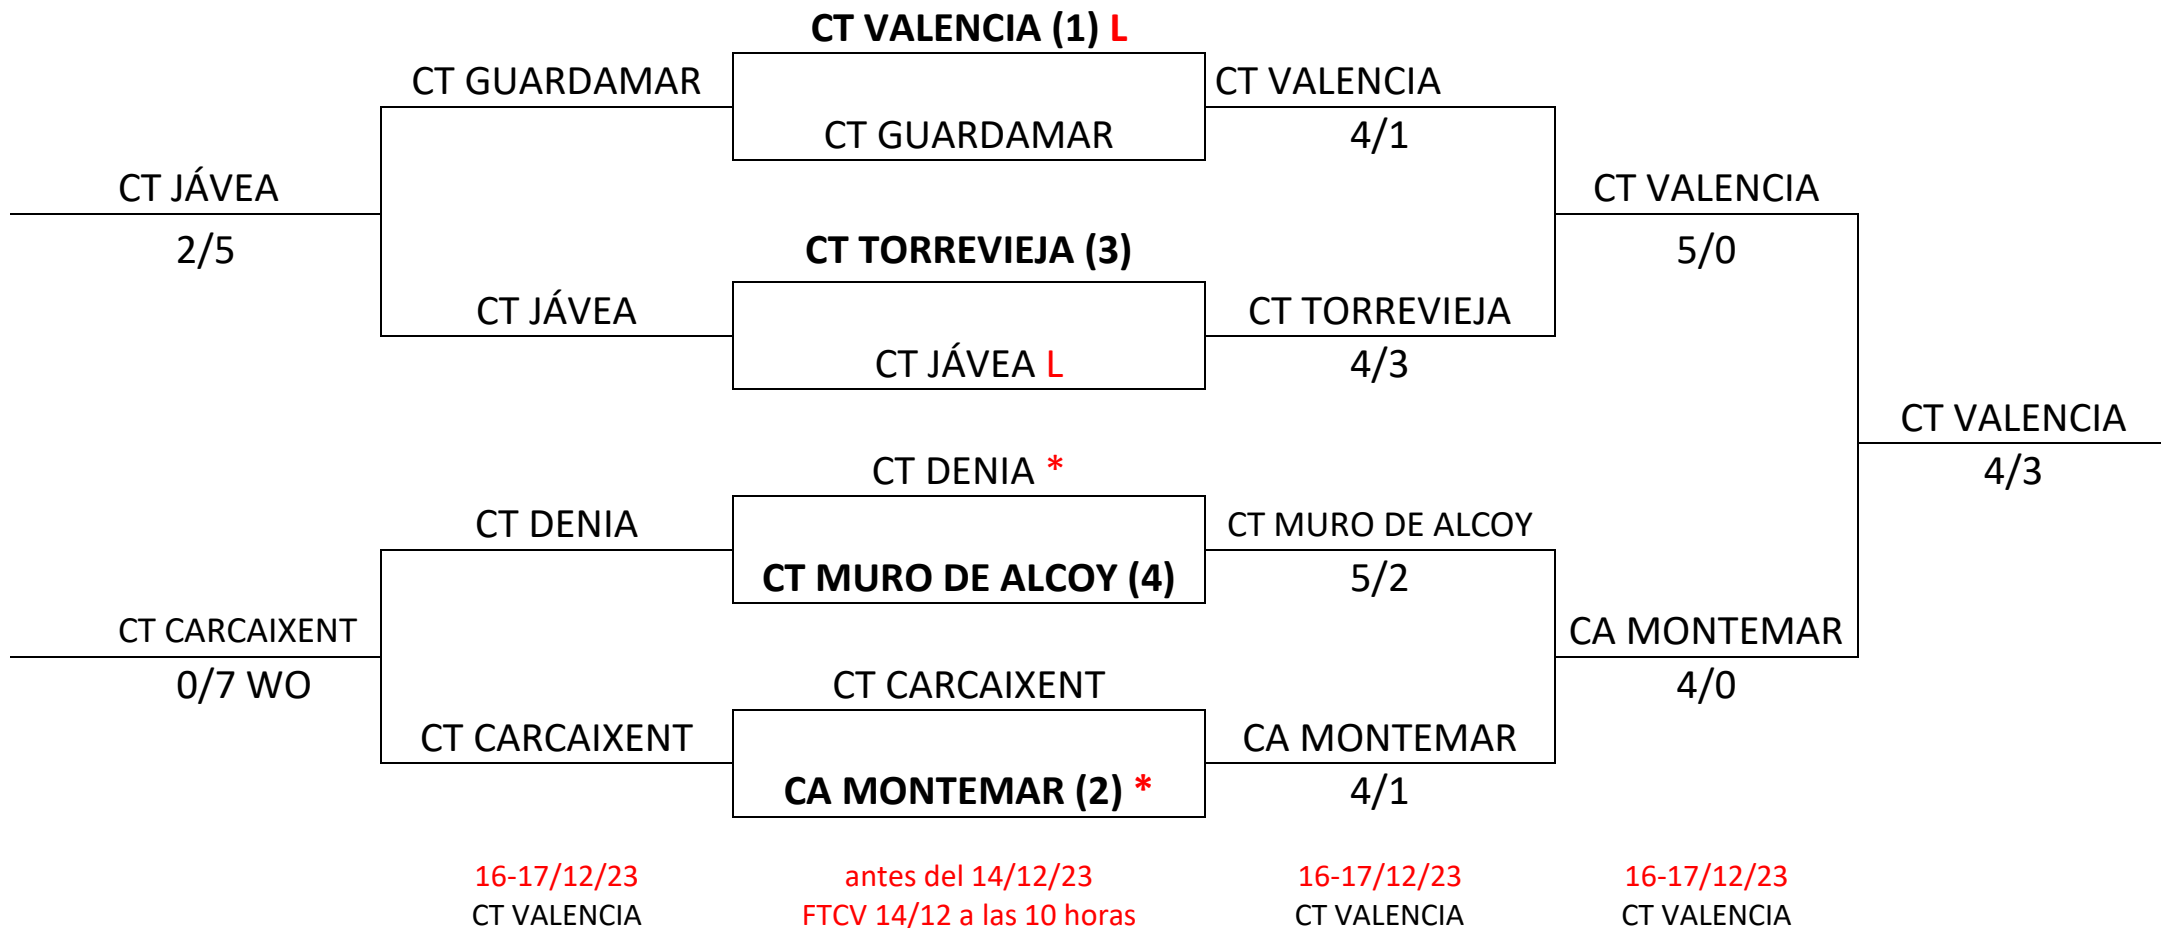 CT VALENCIA (1) L
CT GUARDAMAR
CT VALENCIA
CT GUARDAMAR
4/1
CT JÁVEA
CT VALENCIA
2/5
CT TORREVIEJA (3)
5/0
CT JÁVEA
CT TORREVIEJA
CT JÁVEA L
4/3
CT VALENCIA
CT DENIA *
4/3
CT DENIA
CT MURO DE ALCOY
CT MURO DE ALCOY (4)
5/2
CT CARCAIXENT
CA MONTEMAR
0/7 WO
CT CARCAIXENT
4/0
CT CARCAIXENT
CA MONTEMAR
CA MONTEMAR (2) *
4/1
16-17/12/23
antes del 14/12/23
16-17/12/23
16-17/12/23
CT VALENCIA
FTCV 14/12 a las 10 horas
CT VALENCIA
CT VALENCIA